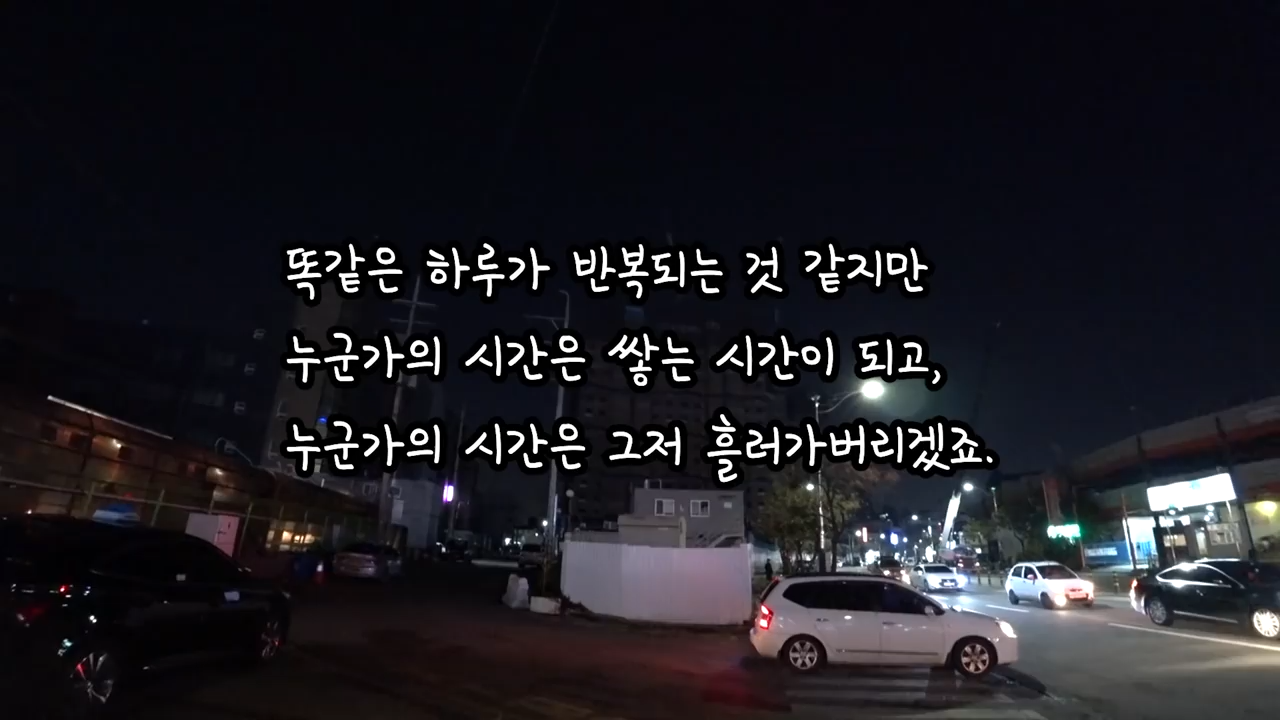 똑같은 하루가 반복되는 것 같지만
누군가의 시간은 쌓는 시간이 되고,
누군가의 시간은 그저 흘러가버리겠죠.